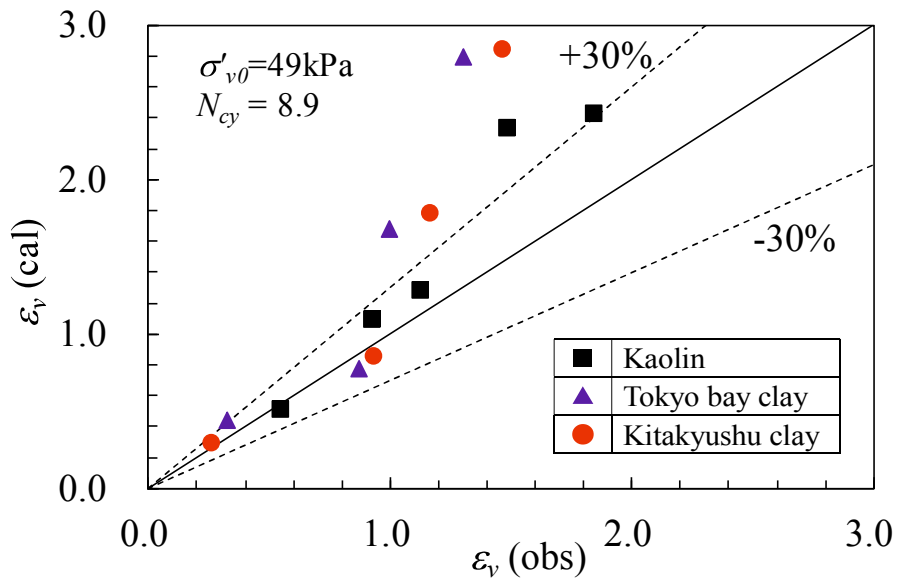 3.0
2.0
1.0
0.0
εv (cal)
σ'v0=49kPa
Ncy = 8.9
+30%
-30%
Kaolin
Tokyo bay clay
Kitakyushu clay
0.0 1.0 2.0 3.0
εv (obs)